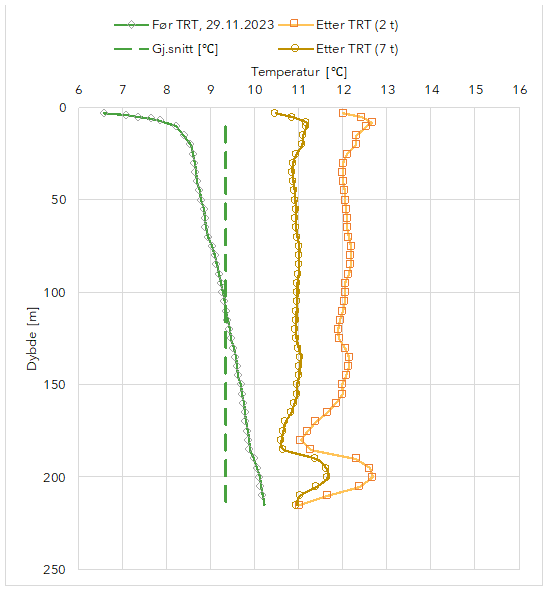 Før TRT, 29.11.2023
Etter TRT (2 t)
Gj.snitt [℃]
Etter TRT (7 t)
Temperatur [℃]
6 7 8 9 10 11 12 13 14 15 16
0
50
100
150
200
250
Dybde [m]